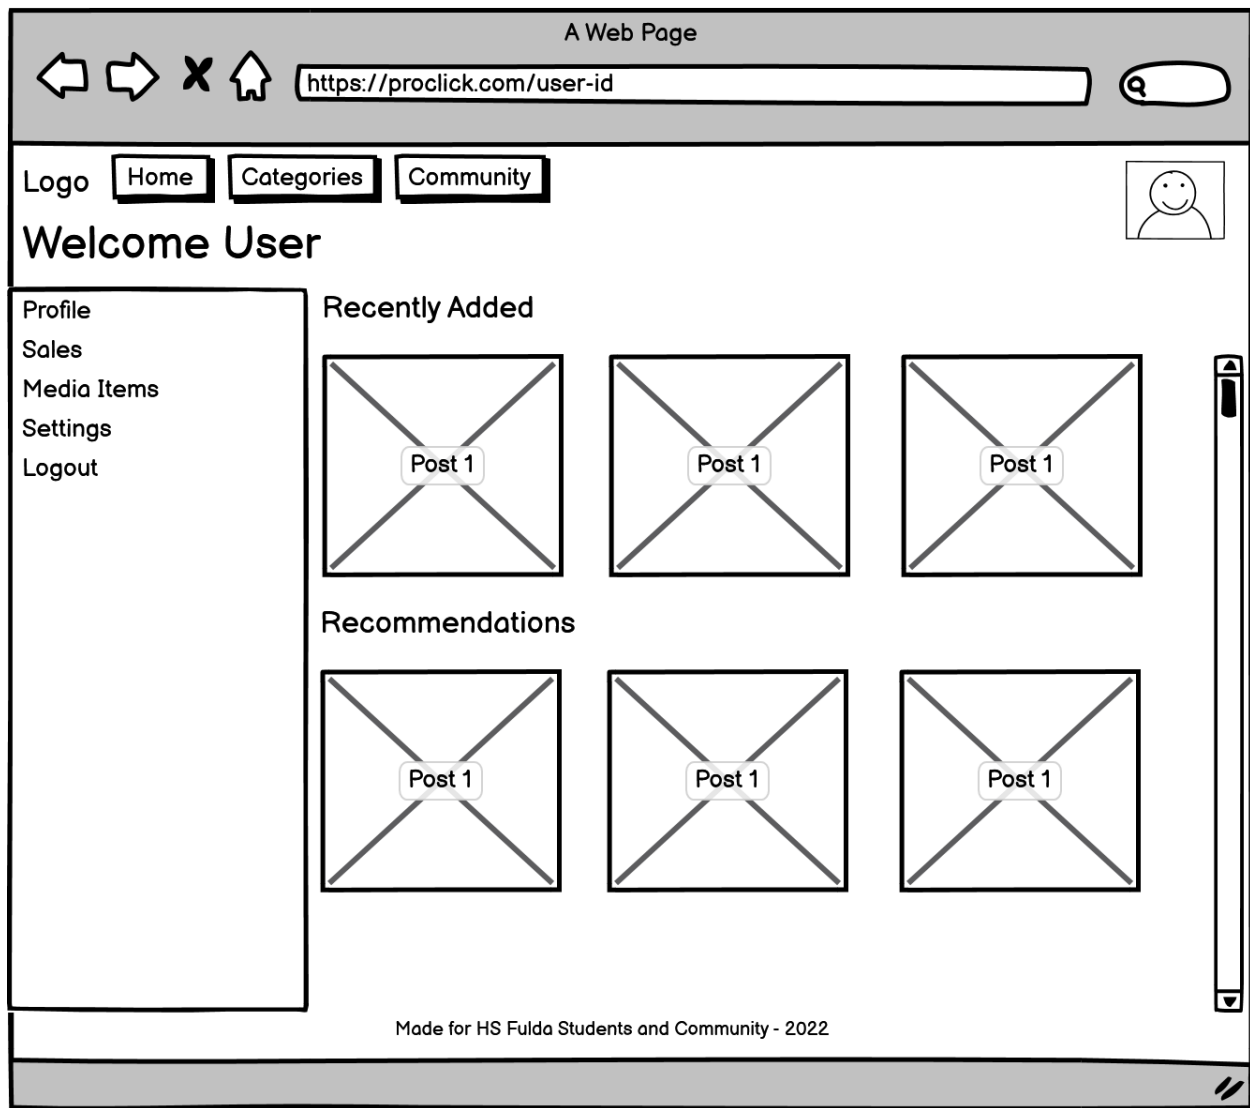 A Web Page
https://proclick.com/user-id
Logo
Home
Categories
Community
Welcome User
Profile
Sales
Media Items
Settings
Logout
Recently Added
Post 1
Post 1
Post 1
Recommendations
Post 1
Post 1
Post 1
Made for HS Fulda Students and Community - 2022